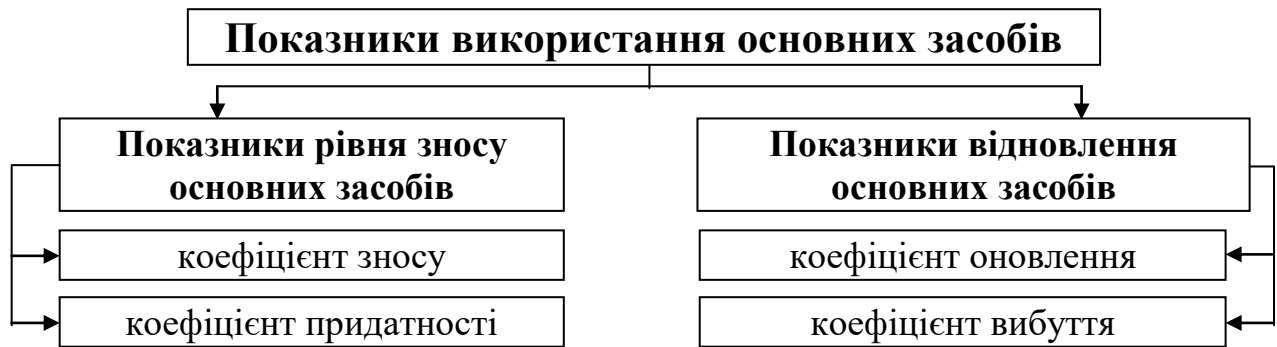 Показники використання основних засобів
Показники рівня зносу
основних засобів
коефіцієнт зносу
коефіцієнт придатності
Показники відновлення
основних засобів
коефіцієнт оновлення
коефіцієнт вибуття